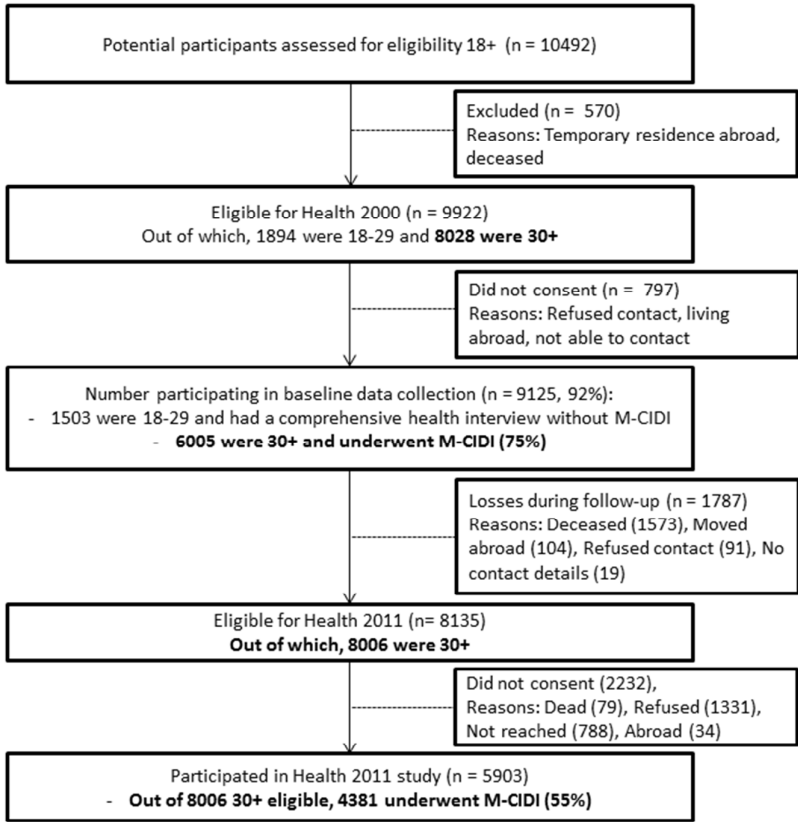 Potential participants assessed for eligibility 18+ (n = 10492)
Excluded (n = 570)
Reasons: Temporary residence abroad,
deceased
Eligible for Health 2000 (n = 9922)
Out of which, 1894 were 18-29 and 8028 were 30+
Did not consent (n = 797)
Reasons: Refused contact, living
abroad, not able to contact
Number participating in baseline data collection (n = 9125, 92%):
- 1503 were 18-29 and had a comprehensive health interview without M-CIDI
- 6005 were 30+ and underwent M-CIDI (75%)
Losses during follow-up (n = 1787)
Reasons: Deceased (1573), Moved
abroad (104), Refused contact (91), No
contact details (19)
Eligible for Health 2011 (n= 8135)
Out of which, 8006 were 30+
Did not consent (2232),
Reasons: Dead (79), Refused (1331),
Not reached (788), Abroad (34)
Participated in Health 2011 study (n = 5903)
- Out of 8006 30+ eligible, 4381 underwent M-CIDI (55%)